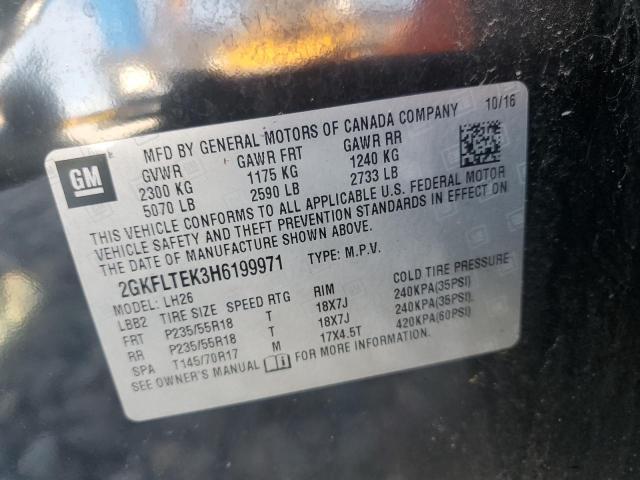 GM
MFD BY GENERAL MOTORS OF CANADA COMPANY 10/16
GVWR GAWR FRT GAWR RR
2300 KG 1175 KG 1240 KG
5070 LB 2590 LB 2733 LB
THIS VEHICLE CONFORMS TO ALL APPLICABLE U.S. FEDERAL MOTOR
VEHICLE SAFETY AND THEFT PREVENTION STANDARDS IN EFFECT ON
DATE OF MANUFACTURE SHOWN ABOVE.
2GKFLTEK3H6199971 TYPE: M.P.V.
MODEL: LH26
LBB2 TIRE SIZE SPEED RTG RIM COLD TIRE PRESSURE
FRT P235/55R18 T 18X7J 240KPA(35PSI)
RR P235/55R18 T 18X7J 240KPA(35PSI)
SPA T145/70R17 M 17X4.5T 420KPA(60PSI)
SEE OWNER'S MANUAL FOR MORE INFORMATION.